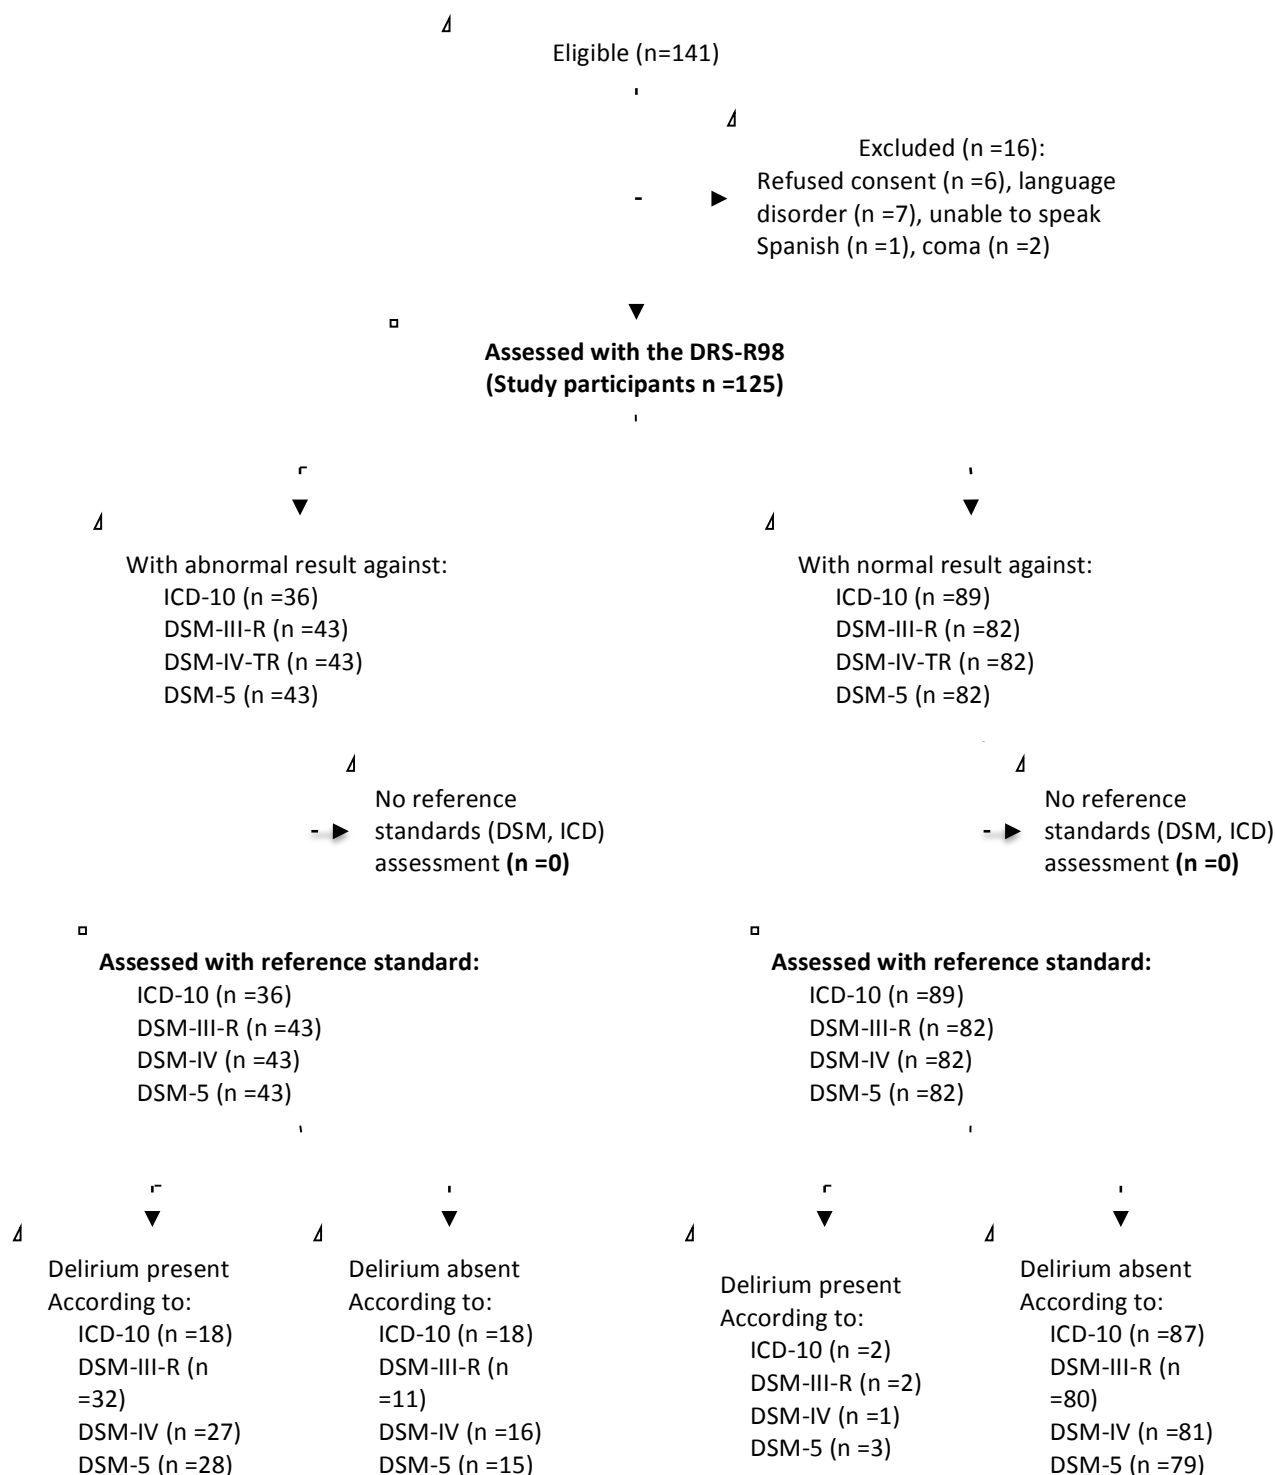 Eligible (n=141)
Excluded (n =16):
Refused consent (n =6), language
disorder (n =7), unable to speak
Spanish (n =1), coma (n =2)
Assessed with the DRS-R98
(Study participants n =125)
With abnormal result against:
ICD-10 (n =36)
DSM-III-R (n =43)
DSM-IV-TR (n =43)
DSM-5 (n =43)
With normal result against:
ICD-10 (n =89)
DSM-III-R (n =82)
DSM-IV-TR (n =82)
DSM-5 (n =82)
No reference
standards (DSM, ICD)
assessment (n =0)
No reference
standards (DSM, ICD)
assessment (n =0)
Assessed with reference standard:
ICD-10 (n =36)
DSM-III-R (n =43)
DSM-IV (n =43)
DSM-5 (n =43)
Assessed with reference standard:
ICD-10 (n =89)
DSM-III-R (n =82)
DSM-IV (n =82)
DSM-5 (n =82)
Delirium present
According to:
ICD-10 (n =18)
DSM-III-R (n
=32)
DSM-IV (n =27)
DSM-5 (n =28)
Delirium absent
According to:
ICD-10 (n =18)
DSM-III-R (n
=11)
DSM-IV (n =16)
DSM-5 (n =15)
Delirium present
According to:
ICD-10 (n =2)
DSM-III-R (n =2)
DSM-IV (n =1)
DSM-5 (n =3)
Delirium absent
According to:
ICD-10 (n =87)
DSM-III-R (n
=80)
DSM-IV (n =81)
DSM-5 (n =79)